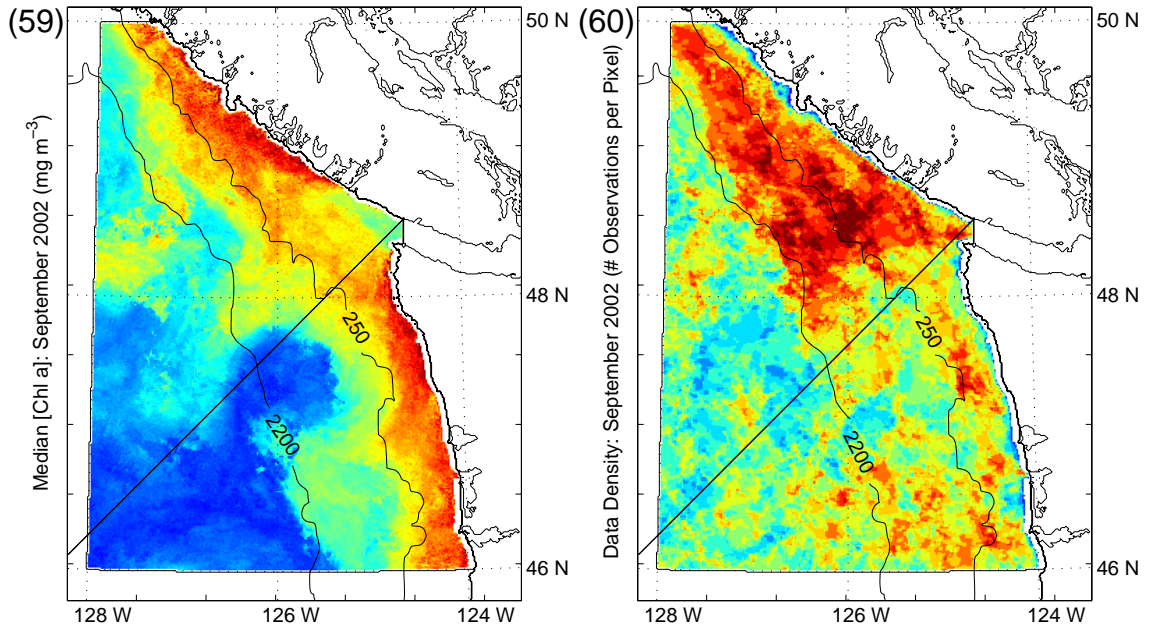 (59)
Median [Chl a]: September 2002 (mg m⁻³)
250
2200
50 N
48 N
46 N
128 W
126 W
124 W
(60)
Data Density: September 2002 (# Observations per Pixel)
250
2200
50 N
48 N
46 N
128 W
126 W
124 W